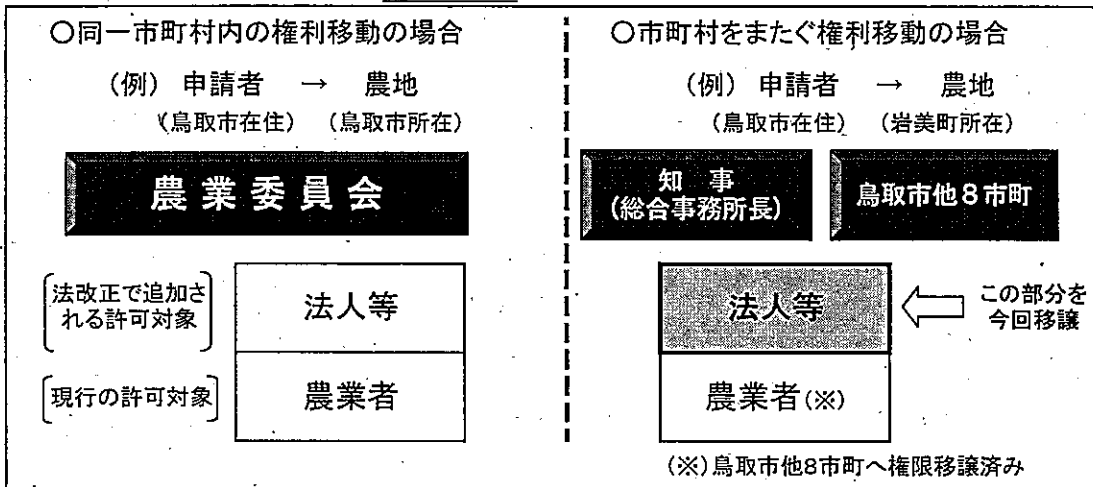 ○同一市町村内の権利移動の場合
(例) 申請者 → 農地
(鳥取市在住) (鳥取市所在)
農業委員会
法改正で追加さ
れる許可対象
法人等
現行の許可対象
農業者
○市町村をまたぐ権利移動の場合
(例) 申請者 → 農地
(鳥取市在住) (岩美町所在)
知事
(総合事務所長)
鳥取市他8市町
法人等
この部分を
今回移譲
農業者(※)
(※)鳥取市他8市町へ権限移譲済み